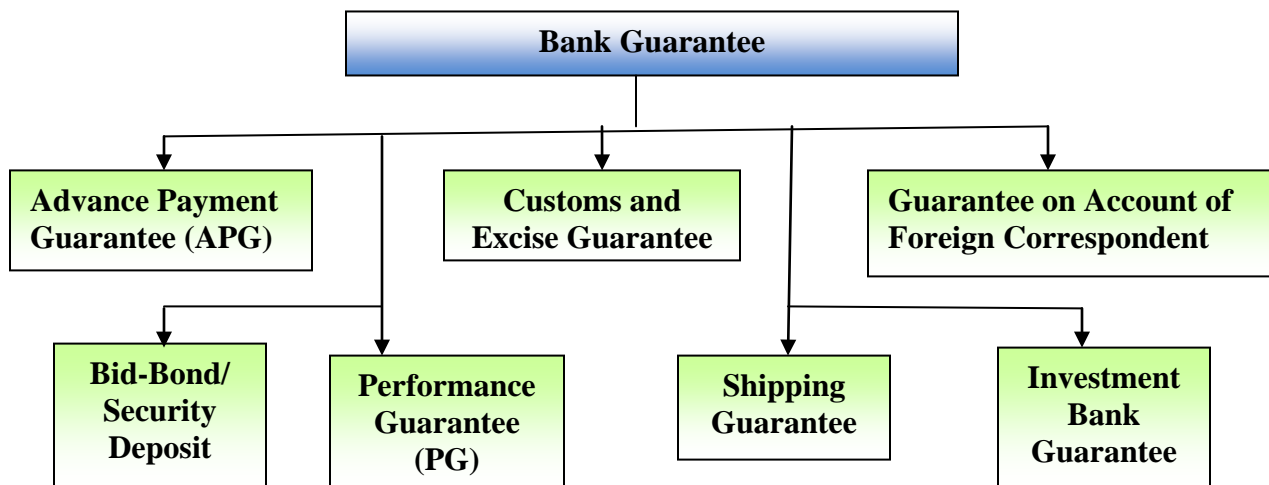 Bank Guarantee
Advance Payment
Guarantee (APG)
Customs and
Excise Guarantee
Guarantee on Account of
Foreign Correspondent
Bid-Bond/
Security
Deposit
Performance
Guarantee
(PG)
Shipping
Guarantee
Investment
Bank
Guarantee